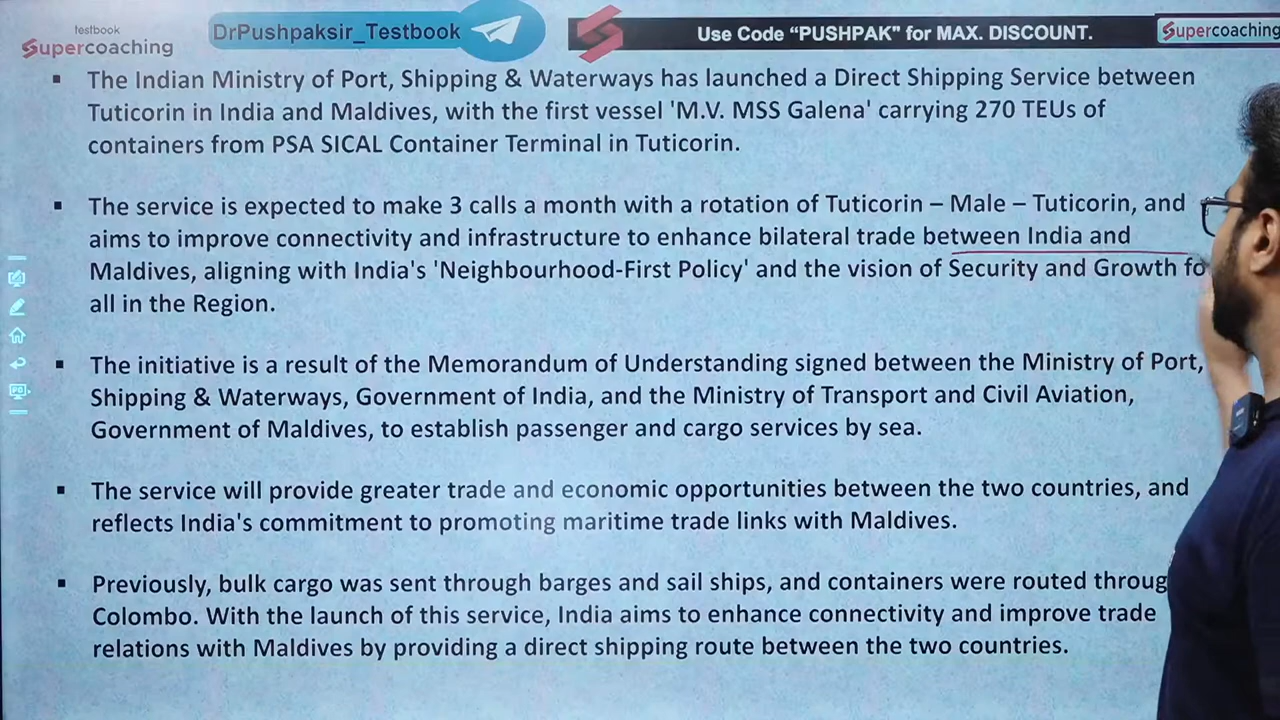 testbook
Supercoaching
DrPushpaksir_Testbook
Use Code “PUSHPAK” for MAX. DISCOUNT.
Supercoaching
▪ The Indian Ministry of Port, Shipping & Waterways has launched a Direct Shipping Service between
Tuticorin in India and Maldives, with the first vessel 'M.V. MSS Galena' carrying 270 TEUs of
containers from PSA SICAL Container Terminal in Tuticorin.
▪ The service is expected to make 3 calls a month with a rotation of Tuticorin – Male – Tuticorin, and
aims to improve connectivity and infrastructure to enhance bilateral trade between India and
Maldives, aligning with India's 'Neighbourhood-First Policy' and the vision of Security and Growth fo
all in the Region.
▪ The initiative is a result of the Memorandum of Understanding signed between the Ministry of Port,
Shipping & Waterways, Government of India, and the Ministry of Transport and Civil Aviation,
Government of Maldives, to establish passenger and cargo services by sea.
▪ The service will provide greater trade and economic opportunities between the two countries, and
reflects India's commitment to promoting maritime trade links with Maldives.
▪ Previously, bulk cargo was sent through barges and sail ships, and containers were routed throug
Colombo. With the launch of this service, India aims to enhance connectivity and improve trade
relations with Maldives by providing a direct shipping route between the two countries.